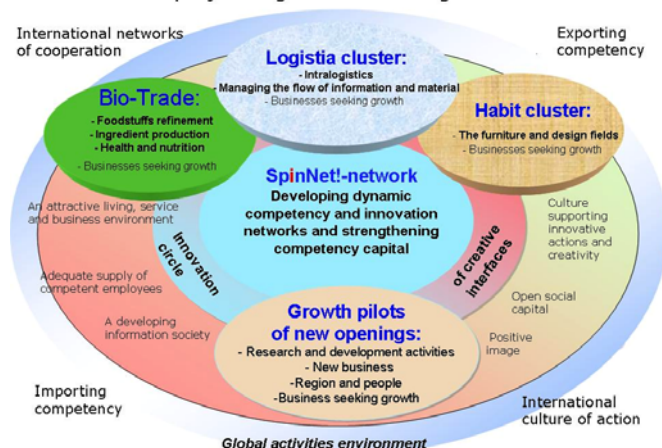 International networks
of cooperation
Exporting
competency
Logistia cluster:
- Intralogistics
- Managing the flow of information and material
- Businesses seeking growth
Bio-Trade:
- Foodstuffs refinement
- Ingredient production
- Health and nutrition
- Businesses seeking growth
Habit cluster:
- The furniture and design fields
- Businesses seeking growth
SpinNet!-network
Developing dynamic
competency and innovation
networks and strengthening
competency capital
An attractive living, service
and business environment
Adequate supply of
competent employees
A developing
information society
Innovation
circle
of creative
interfaces
Culture
supporting
innovative
actions and
creativity
Open social
capital
Positive
image
Growth pilots
of new openings:
- Research and development activities
- New business
-Region and people
-Business seeking growth
Importing
competency
International
culture of action
Global activities environment